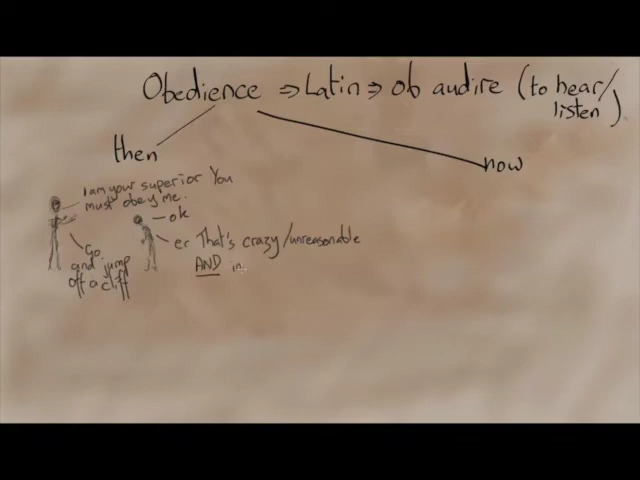 Obedience ⇒ Latin ⇒ ob audire (to hear/
listen).
then
now
I am your superior You
must obey me.
ok
Go
and jump
off a cliff
er That's crazy/unreasonable
AND in